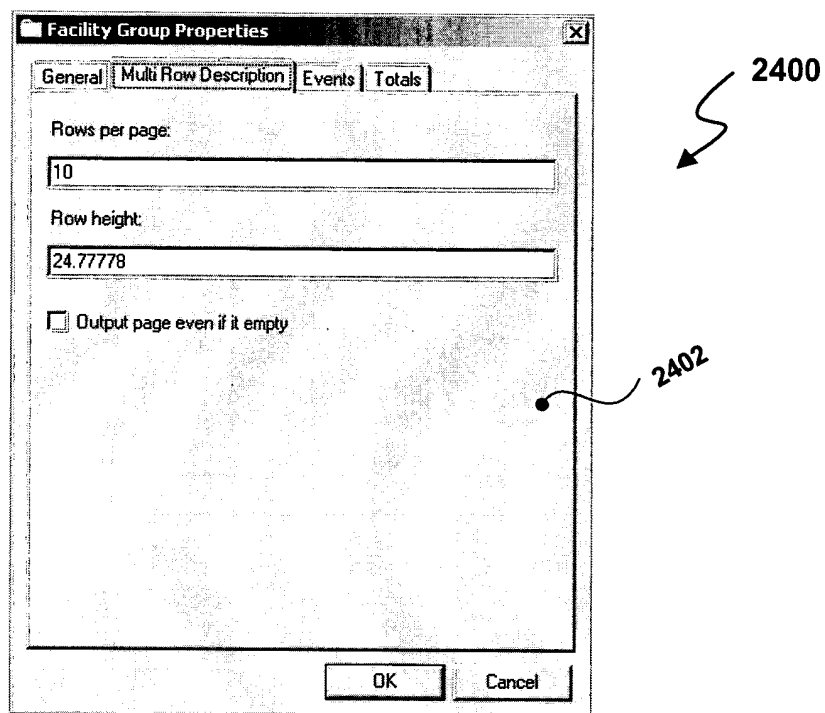 Facility Group Properties
General Multi Row Description Events Totals
2400
Rows per page:
10
Row height:
24.77778
Output page even if it empty
2402
OK Cancel